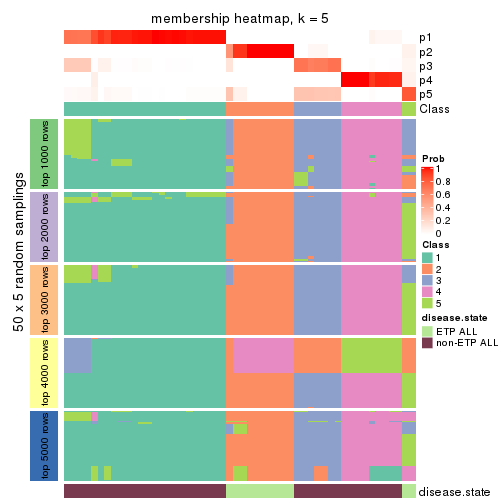 membership heatmap, k = 5
p1
p2
p3
p4
p5
Class
50 x 5 random samplings
top 1000 rows
top 2000 rows
top 3000 rows
top 4000 rows
top 5000 rows
disease.state
Prob
1
0.8
0.6
0.4
0.2
0
Class
1
2
3
4
5
disease.state
ETP ALL
non-ETP ALL